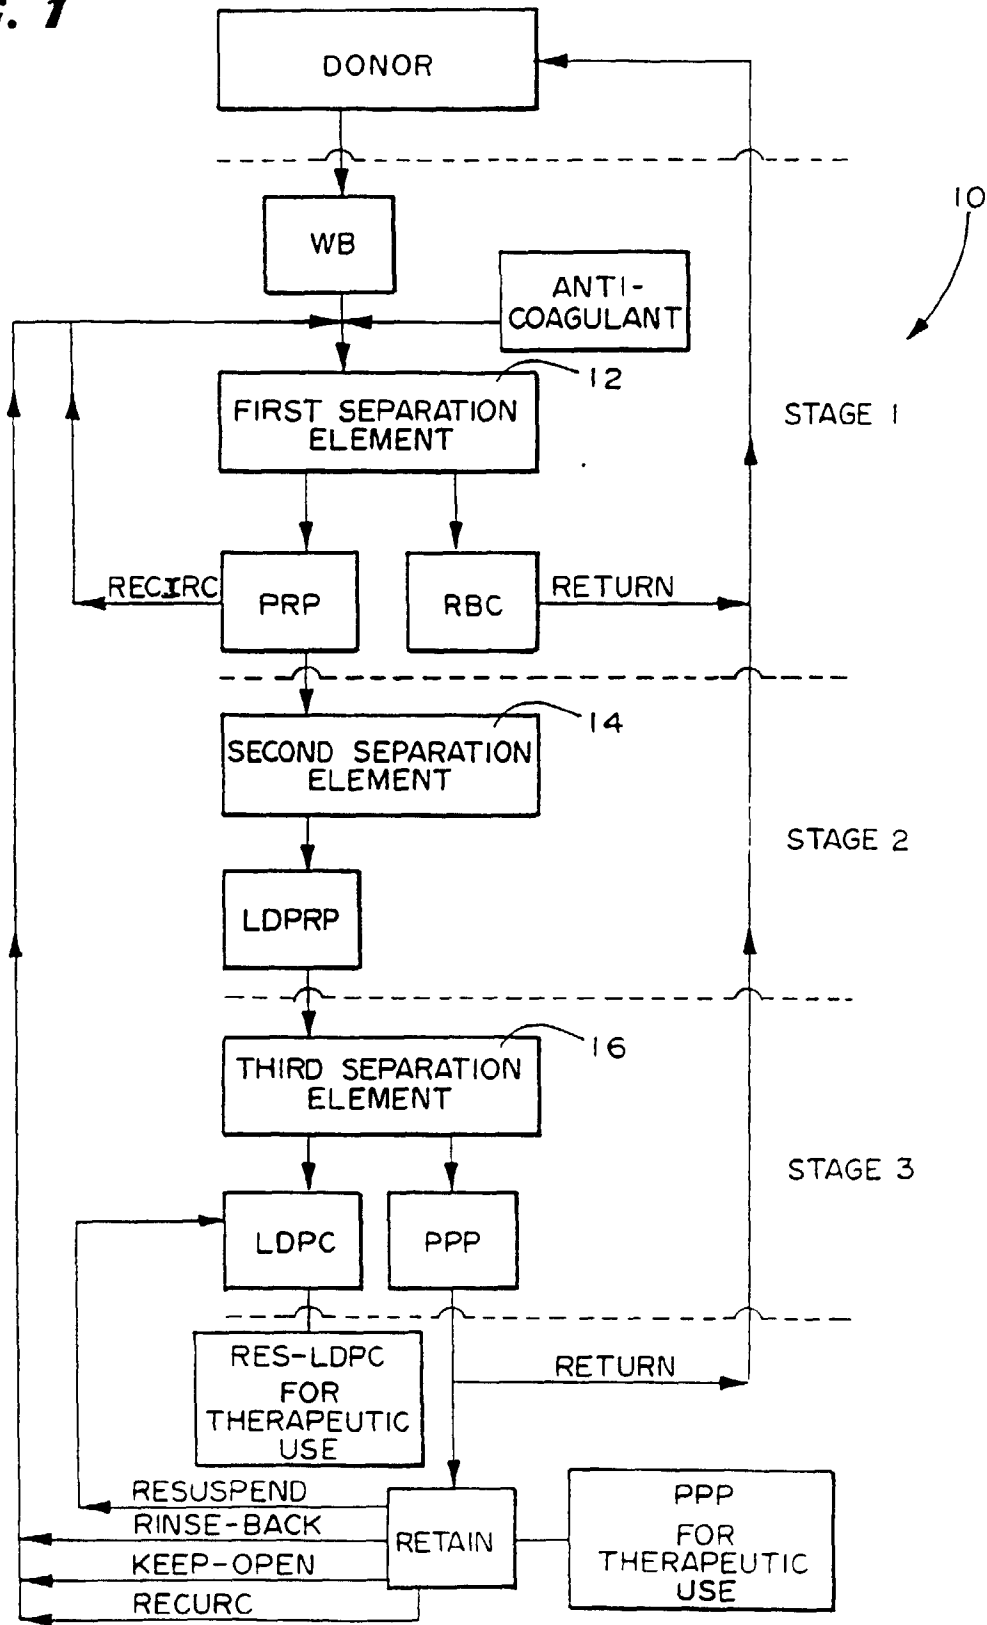 G. 1
DONOR
10
WB
ANTI-
COAGULANT
12
FIRST SEPARATION
ELEMENT
STAGE 1
RECIRC
PRP
RBC
RETURN
14
SECOND SEPARATION
ELEMENT
STAGE 2
LDPRP
16
THIRD SEPARATION
ELEMENT
STAGE 3
LDPC
PPP
RES-LDPC
FOR
THERAPEUTIC
USE
RETURN
RESUSPEND
RINSE-BACK
KEEP-OPEN
RECURC
RETAIN
PPP
FOR
THERAPEUTIC
USE